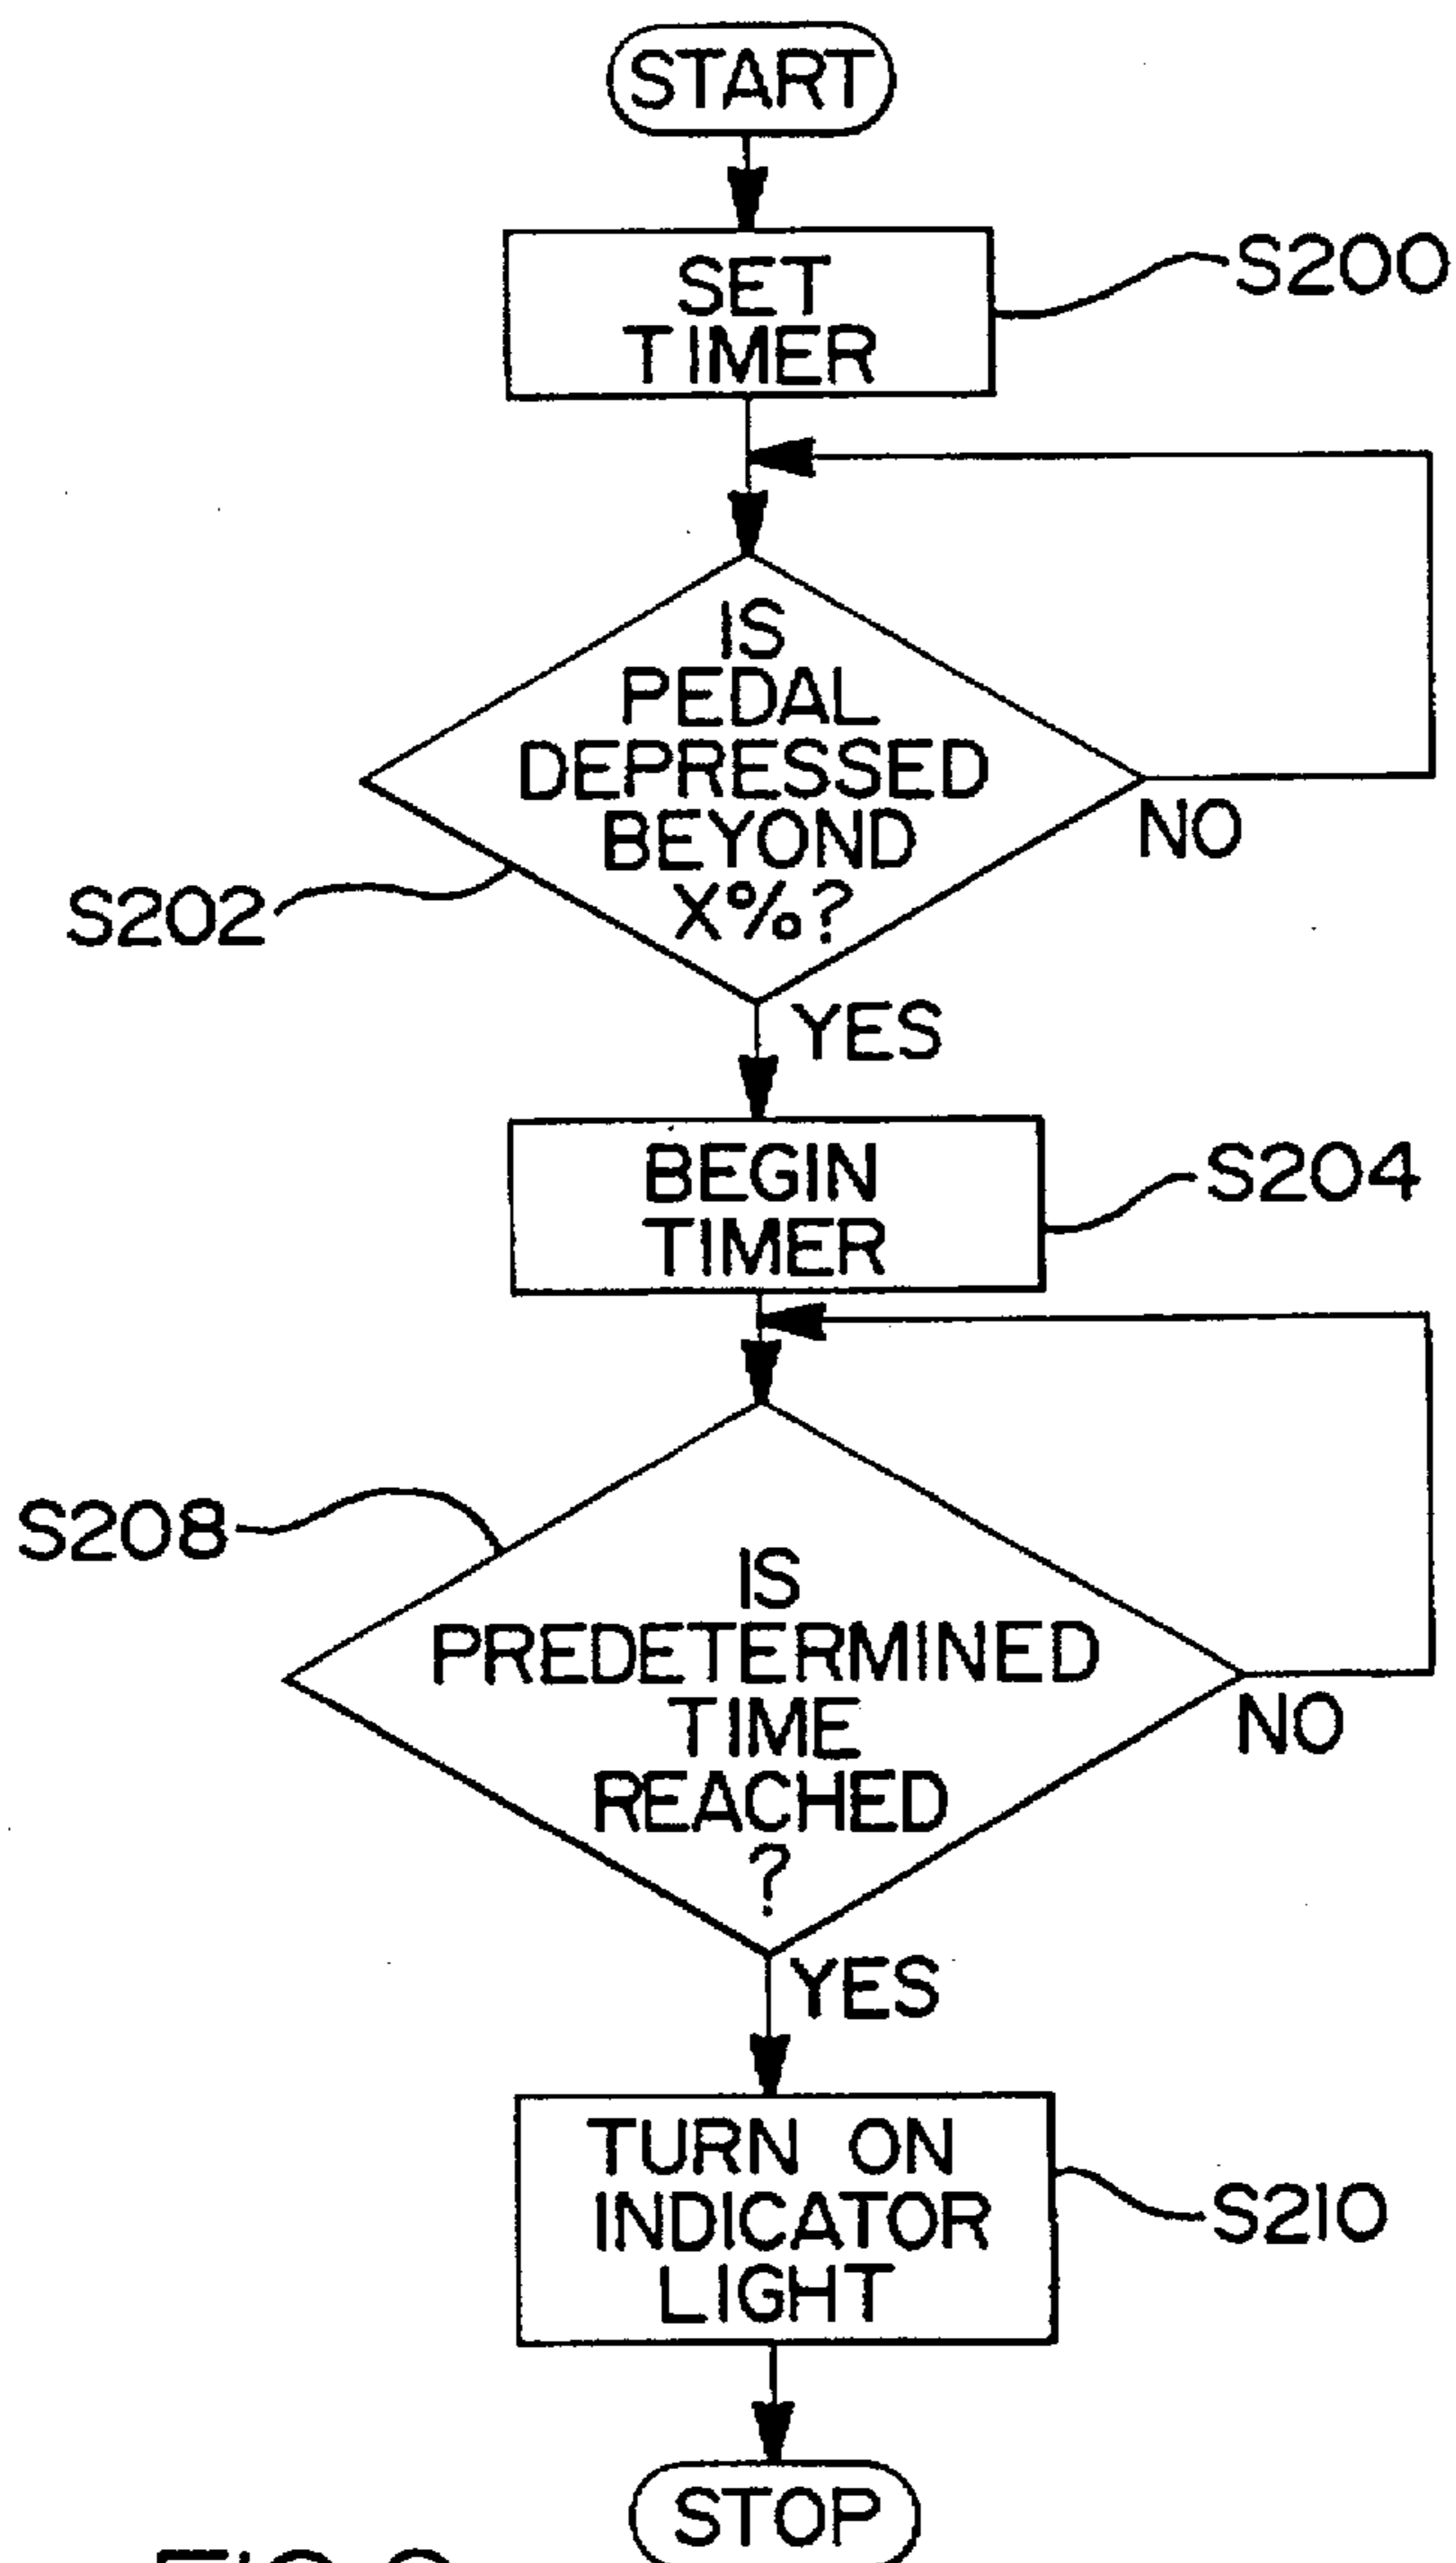 START
SET
TIMER
S200
IS
PEDAL
DEPRESSED
BEYOND
X%?
NO
S202
YES
BEGIN
TIMER
S204
S208
IS
PREDETERMINED
TIME
REACHED
?
NO
YES
TURN ON
INDICATOR
LIGHT
S210
STOP